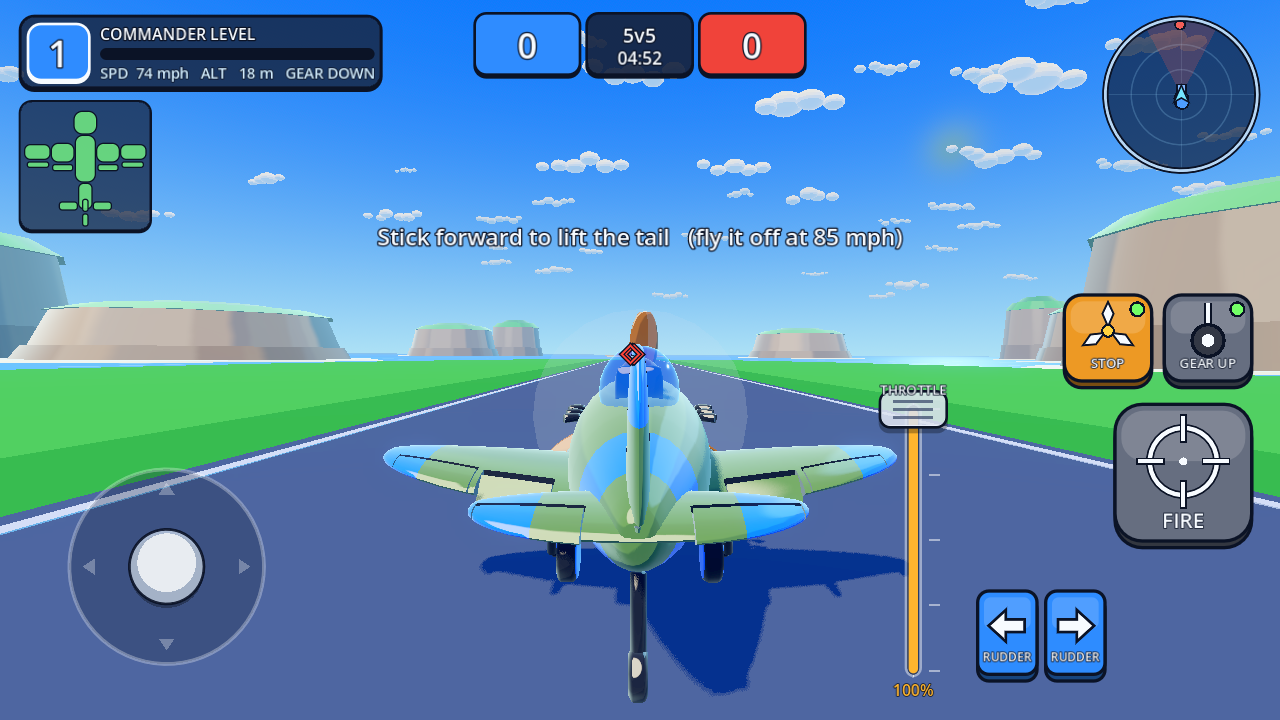 1
COMMANDER LEVEL
SPD 74 mph ALT 18 m GEAR DOWN
0
5v5
04:52
0
Stick forward to lift the tail (fly it off at 85 mph)
STOP
GEAR UP
THROTTLE
FIRE
RUDDER
RUDDER
100%